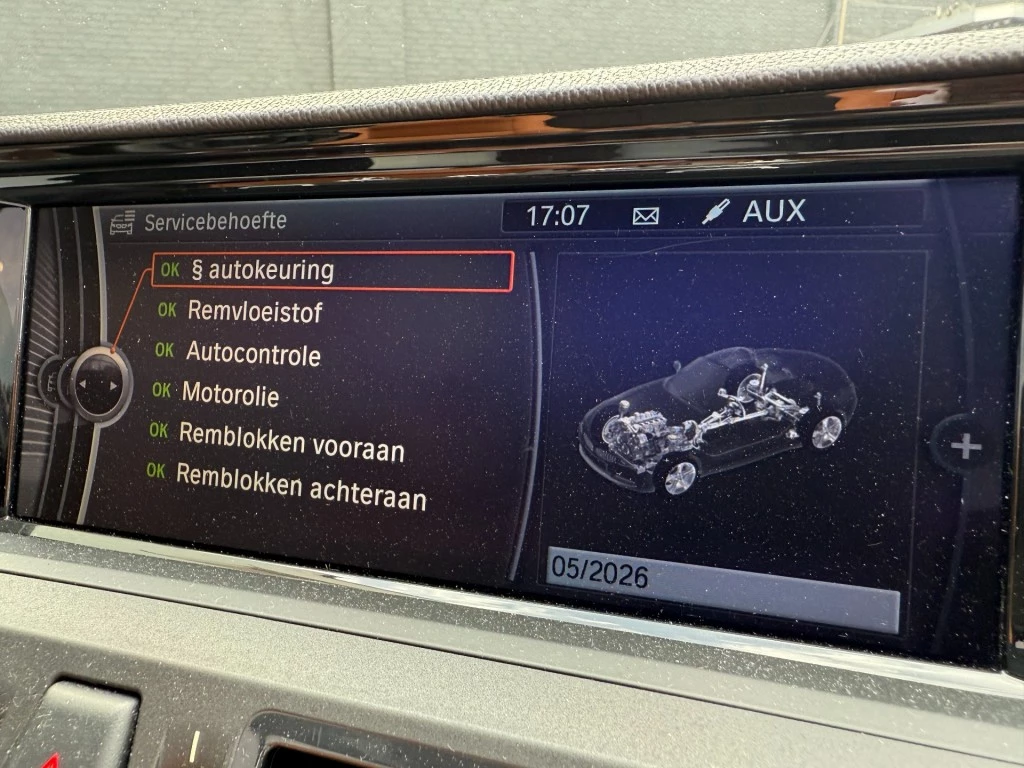 Servicebehoefte
17:07 AUX
OK § autokeuring
OK Remvloeistof
OK Autocontrole
OK Motorolie
OK Remblokken vooraan
OK Remblokken achteraan
05/2026